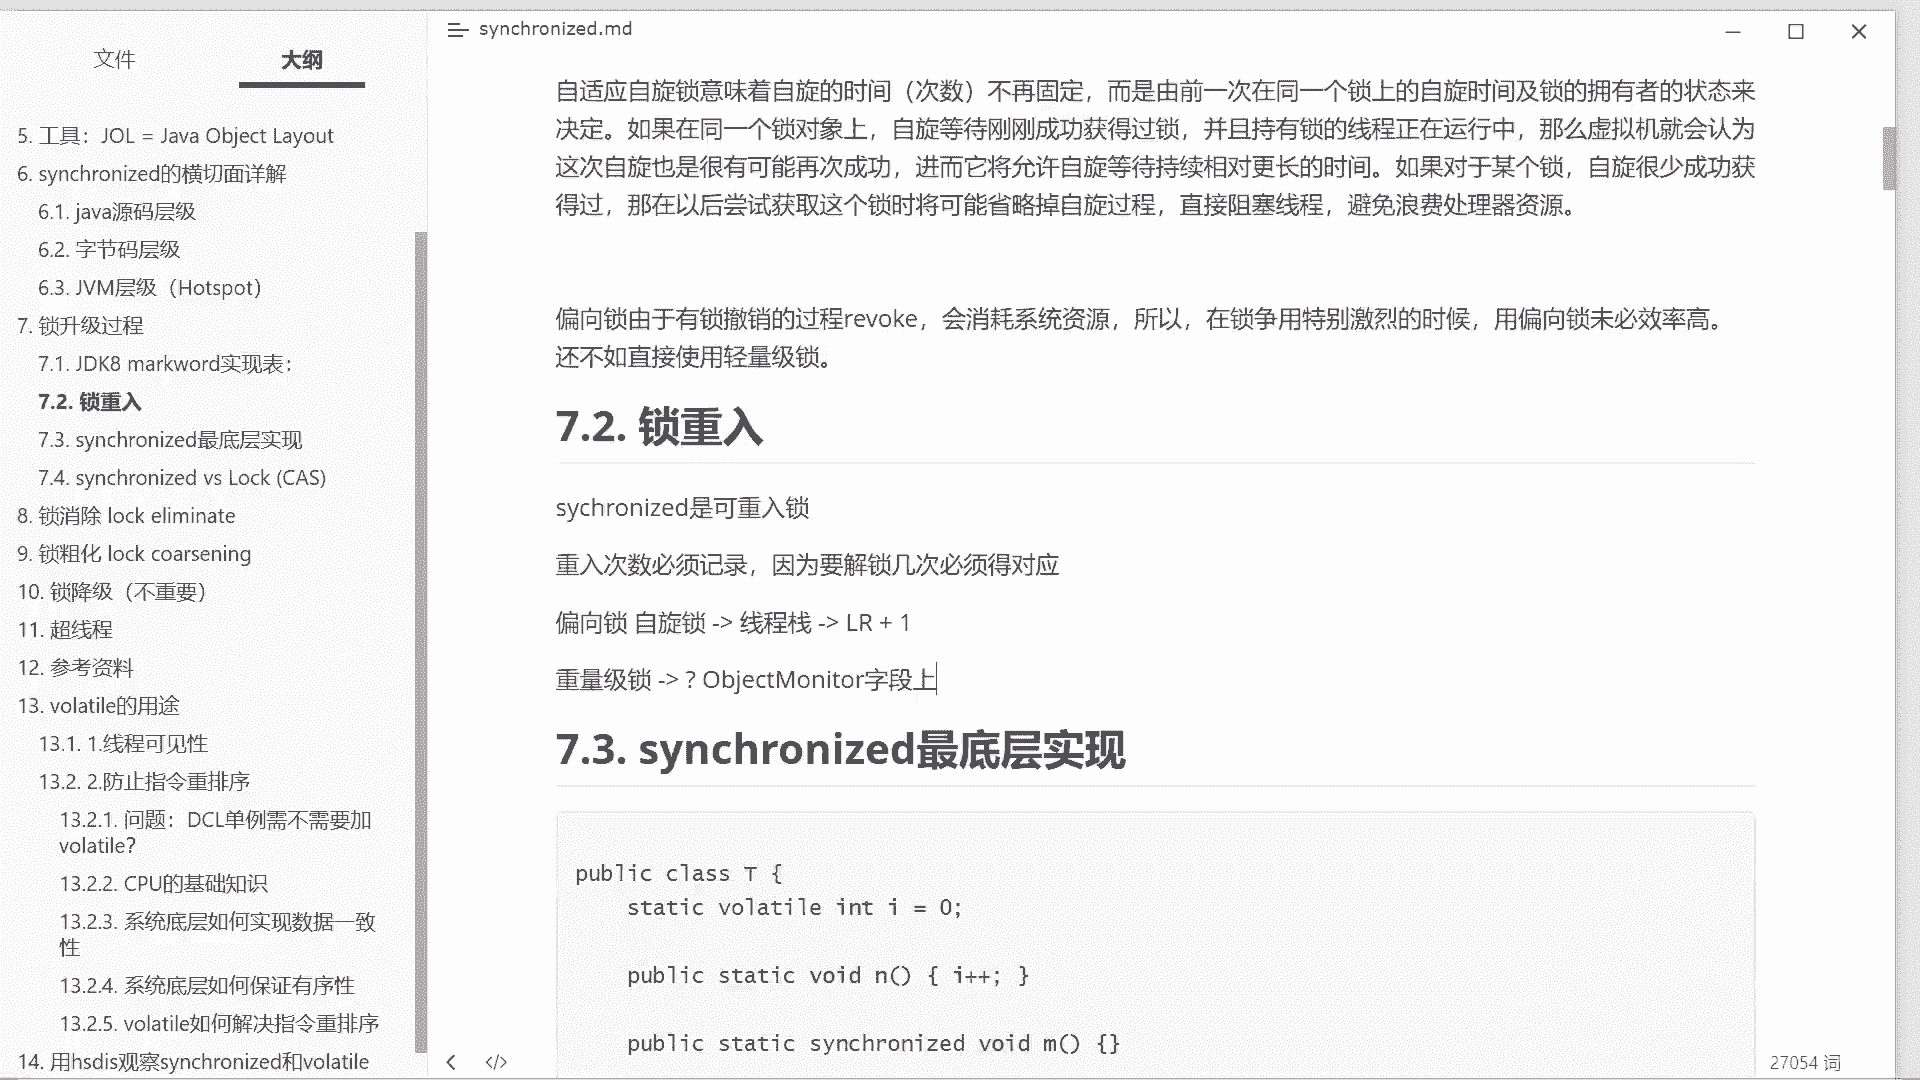 文件
大纲
5. 工具：JOL = Java Object Layout
6. synchronized的横切面详解
6.1. java源码层级
6.2. 字节码层级
6.3. JVM层级（Hotspot）
7. 锁升级过程
7.1. JDK8 markword实现表：
7.2. 锁重入
7.3. synchronized最底层实现
7.4. synchronized vs Lock (CAS)
8. 锁消除 lock eliminate
9. 锁粗化 lock coarsening
10. 锁降级（不重要）
11. 超线程
12. 参考资料
13. volatile的用途
13.1. 1.线程可见性
13.2. 2.防止指令重排序
13.2.1. 问题：DCL单例需不需要加
volatile?
13.2.2. CPU的基础知识
13.2.3. 系统底层如何实现数据一致
性
13.2.4. 系统底层如何保证有序性
13.2.5. volatile如何解决指令重排序
14. 用hsdis观察synchronized和volatile
synchronized.md
自适应自旋锁意味着自旋的时间（次数）不再固定，而是由前一次在同一个锁上的自旋时间及锁的拥有者的状态来
决定。如果在同一个锁对象上，自旋等待刚刚成功获得过锁，并且持有锁的线程正在运行中，那么虚拟机就会认为
这次自旋也是很有可能再次成功，进而它将允许自旋等待持续相对更长的时间。如果对于某个锁，自旋很少成功获
得过，那在以后尝试获取这个锁时将可能省略掉自旋过程，直接阻塞线程，避免浪费处理器资源。
偏向锁由于有锁撤销的过程revoke，会消耗系统资源，所以，在锁争用特别激烈的时候，用偏向锁未必效率高。
还不如直接使用轻量级锁。
7.2. 锁重入
sychronized是可重入锁
重入次数必须记录，因为要解锁几次必须得对应
偏向锁 自旋锁 -> 线程栈 -> LR + 1
重量级锁 -> ? ObjectMonitor字段上
7.3. synchronized最底层实现
public class T {
static volatile int i = 0;
public static void n() { i++; }
public static synchronized void m() {}
</>
27054 词